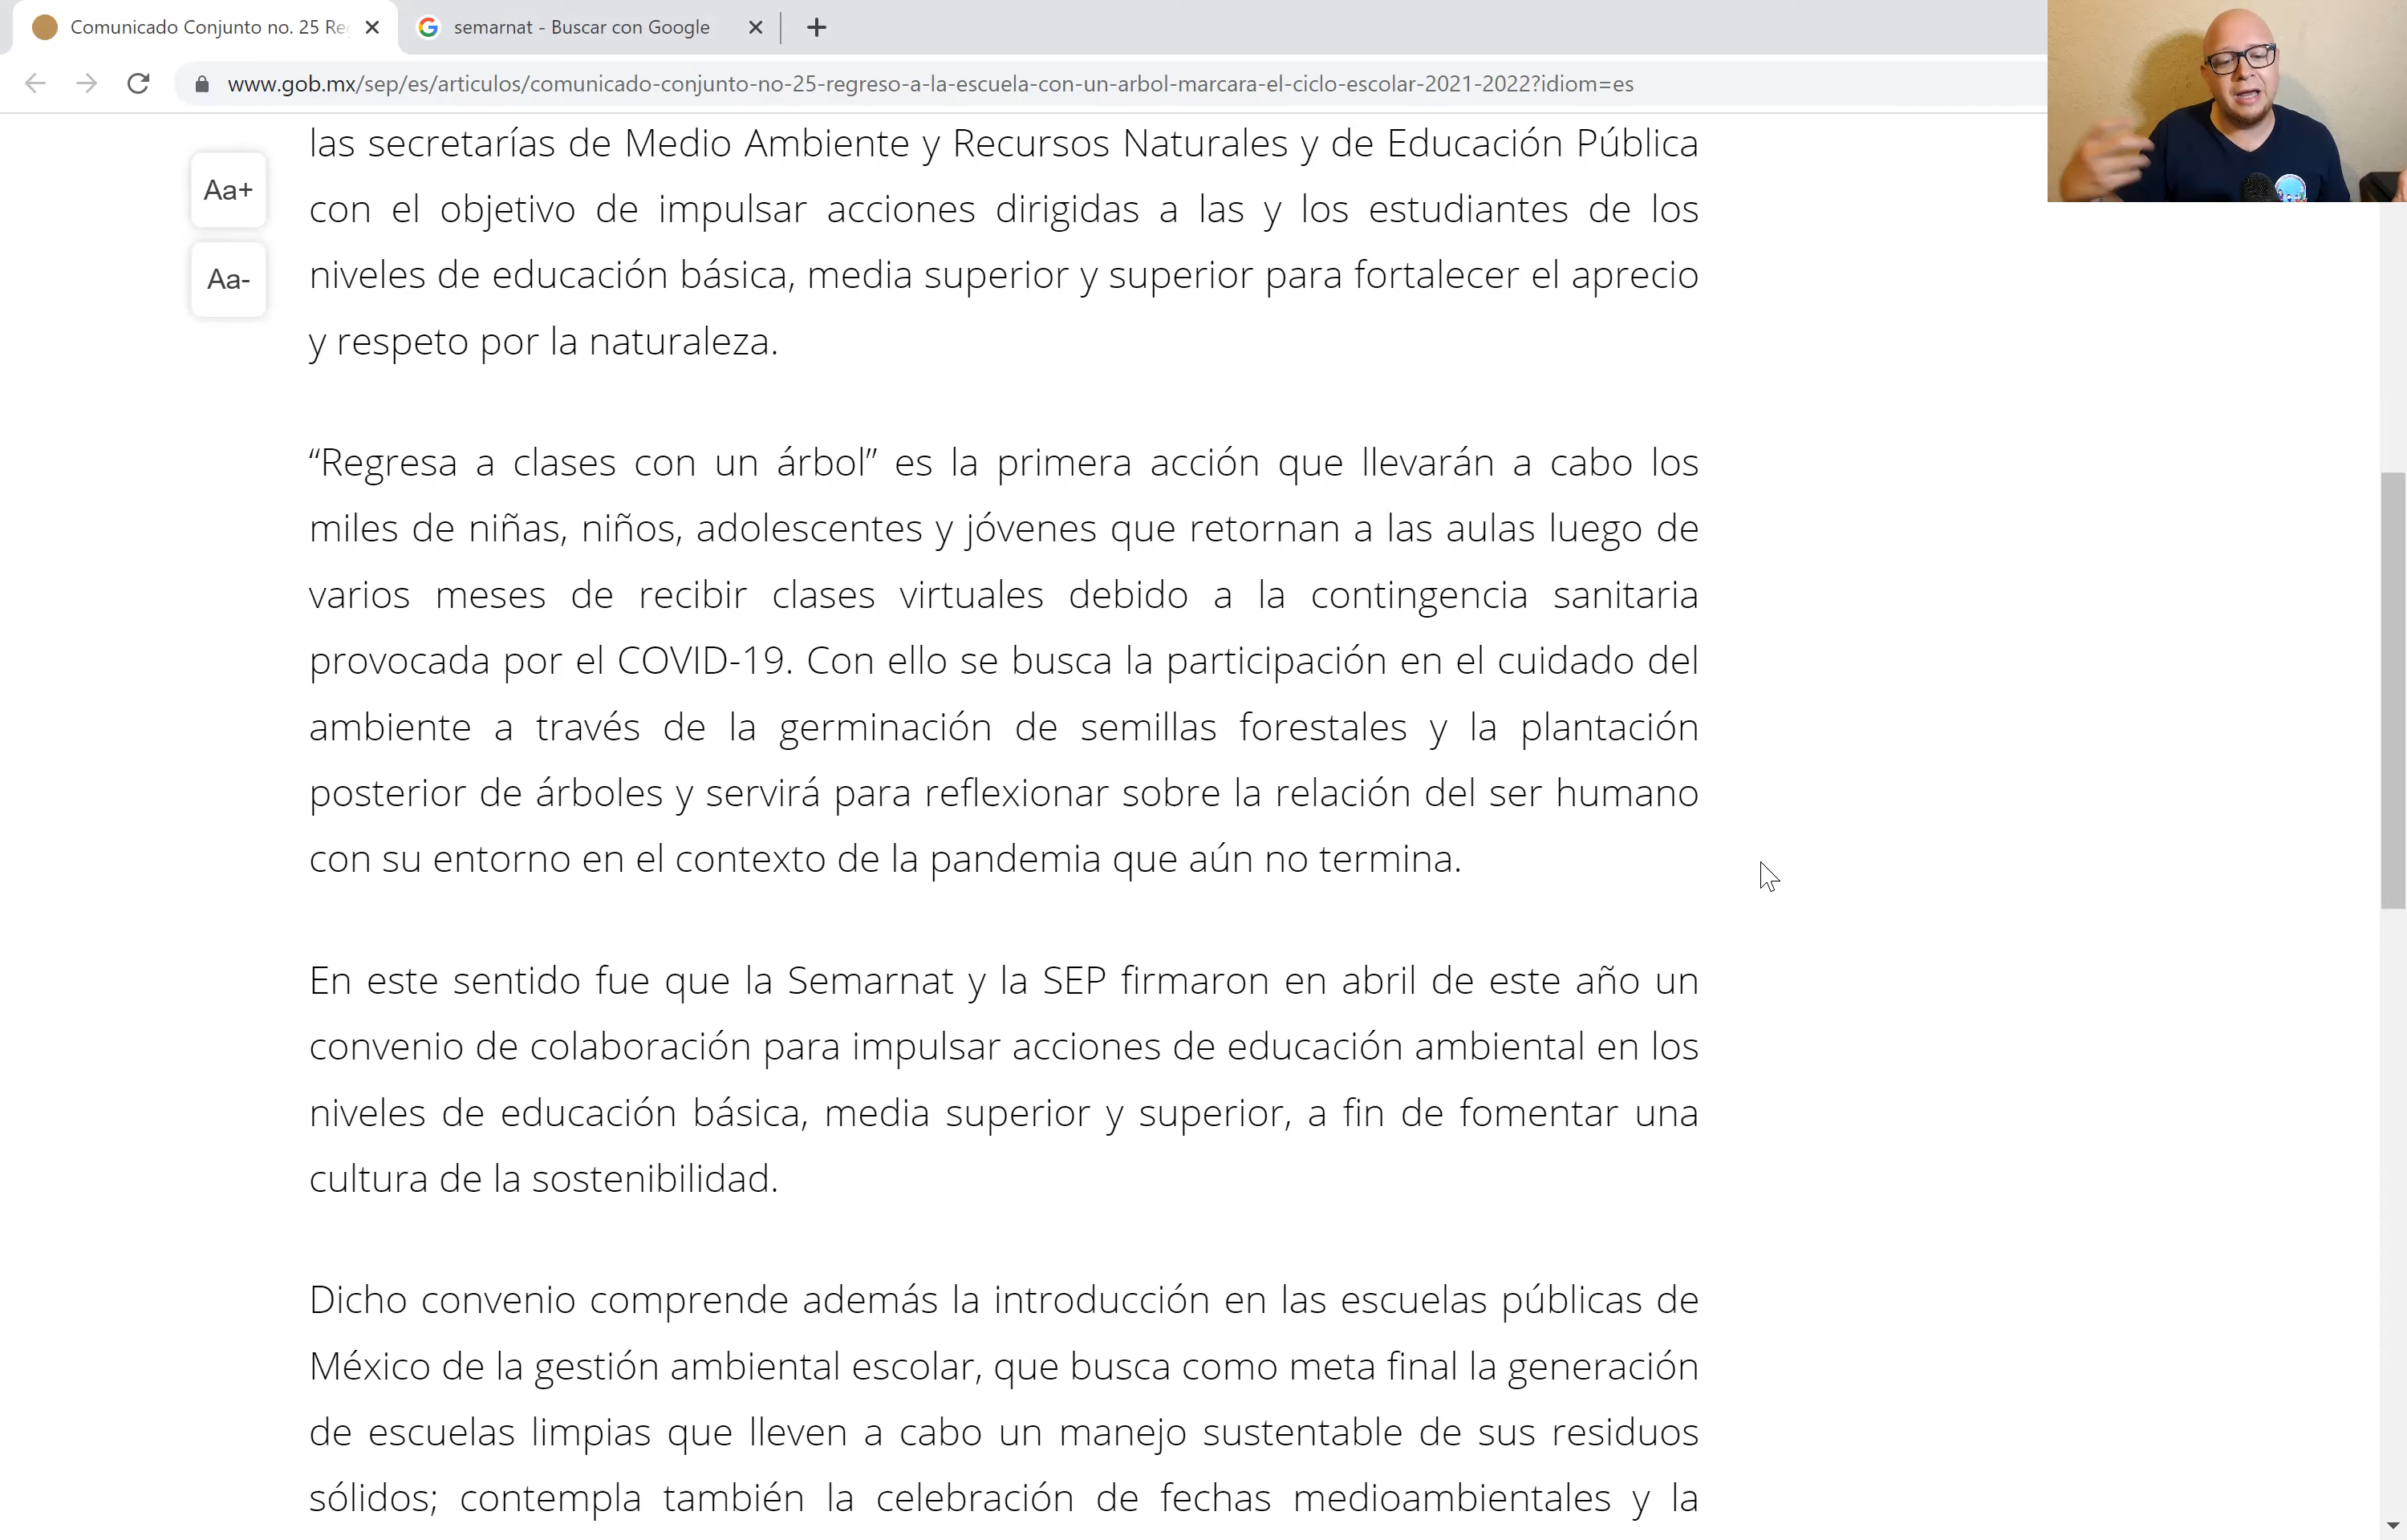 Comunicado Conjunto no. 25 Re
semarnat - Buscar con Google
www.gob.mx/sep/es/articulos/comunicado-conjunto-no-25-regreso-a-la-escuela-con-un-arbol-marcara-el-ciclo-escolar-2021-2022?idiom=es
Aa+
Aa-
las secretarías de Medio Ambiente y Recursos Naturales y de Educación Pública
con el objetivo de impulsar acciones dirigidas a las y los estudiantes de los
niveles de educación básica, media superior y superior para fortalecer el aprecio
y respeto por la naturaleza.
“Regresa a clases con un árbol” es la primera acción que llevarán a cabo los
miles de niñas, niños, adolescentes y jóvenes que retornan a las aulas luego de
varios meses de recibir clases virtuales debido a la contingencia sanitaria
provocada por el COVID-19. Con ello se busca la participación en el cuidado del
ambiente a través de la germinación de semillas forestales y la plantación
posterior de árboles y servirá para reflexionar sobre la relación del ser humano
con su entorno en el contexto de la pandemia que aún no termina.
En este sentido fue que la Semarnat y la SEP firmaron en abril de este año un
convenio de colaboración para impulsar acciones de educación ambiental en los
niveles de educación básica, media superior y superior, a fin de fomentar una
cultura de la sostenibilidad.
Dicho convenio comprende además la introducción en las escuelas públicas de
México de la gestión ambiental escolar, que busca como meta final la generación
de escuelas limpias que lleven a cabo un manejo sustentable de sus residuos
sólidos; contempla también la celebración de fechas medioambientales y la